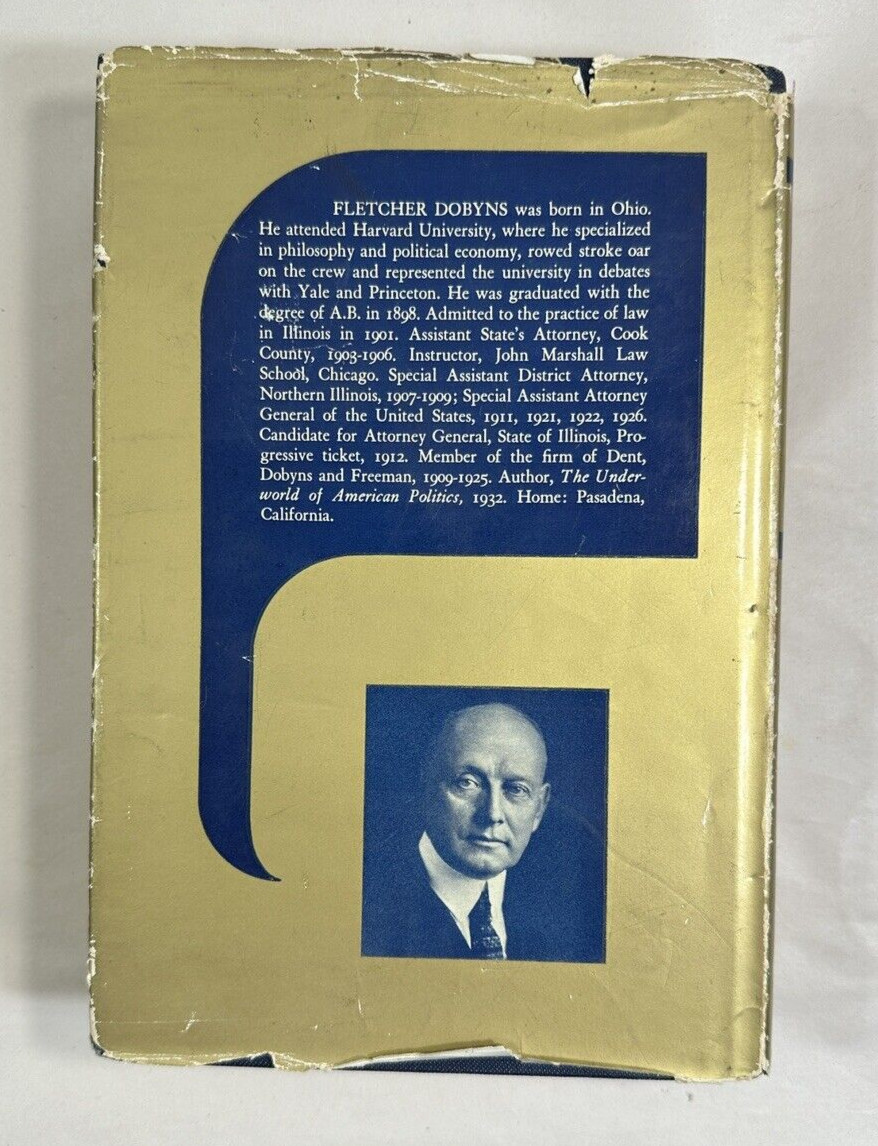 FLETCHER DOBYNS was born in Ohio.
He attended Harvard University, where he specialized
in philosophy and political economy, rowed stroke oar
on the crew and represented the university in debates
with Yale and Princeton. He was graduated with the
degree of A.B. in 1898. Admitted to the practice of law
in Illinois in 1901. Assistant State's Attorney, Cook
County, 1903-1906. Instructor, John Marshall Law
School, Chicago. Special Assistant District Attorney,
Northern Illinois, 1907-1909; Special Assistant Attorney
General of the United States, 1911, 1921, 1922, 1926.
Candidate for Attorney General, State of Illinois, Pro-
gressive ticket, 1912. Member of the firm of Dent,
Dobyns and Freeman, 1909-1925. Author, The Under-
world of American Politics, 1932. Home: Pasadena,
California.